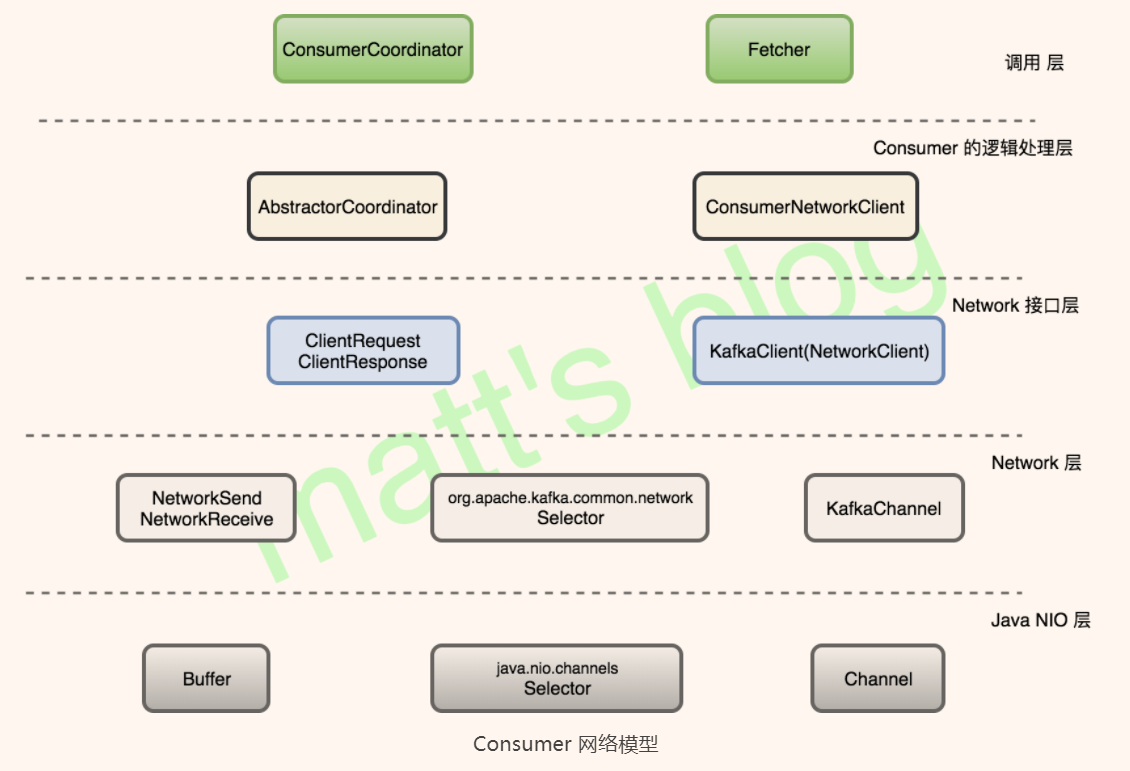 ConsumerCoordinator
Fetcher
调用 层
Consumer 的逻辑处理层
AbstractorCoordinator
ConsumerNetworkClient
Network 接口层
ClientRequest
ClientResponse
KafkaClient(NetworkClient)
matt's blog
Network 层
NetworkSend
NetworkReceive
org.apache.kafka.common.network
Selector
KafkaChannel
Java NIO 层
Buffer
java.nio.channels
Selector
Channel
Consumer 网络模型